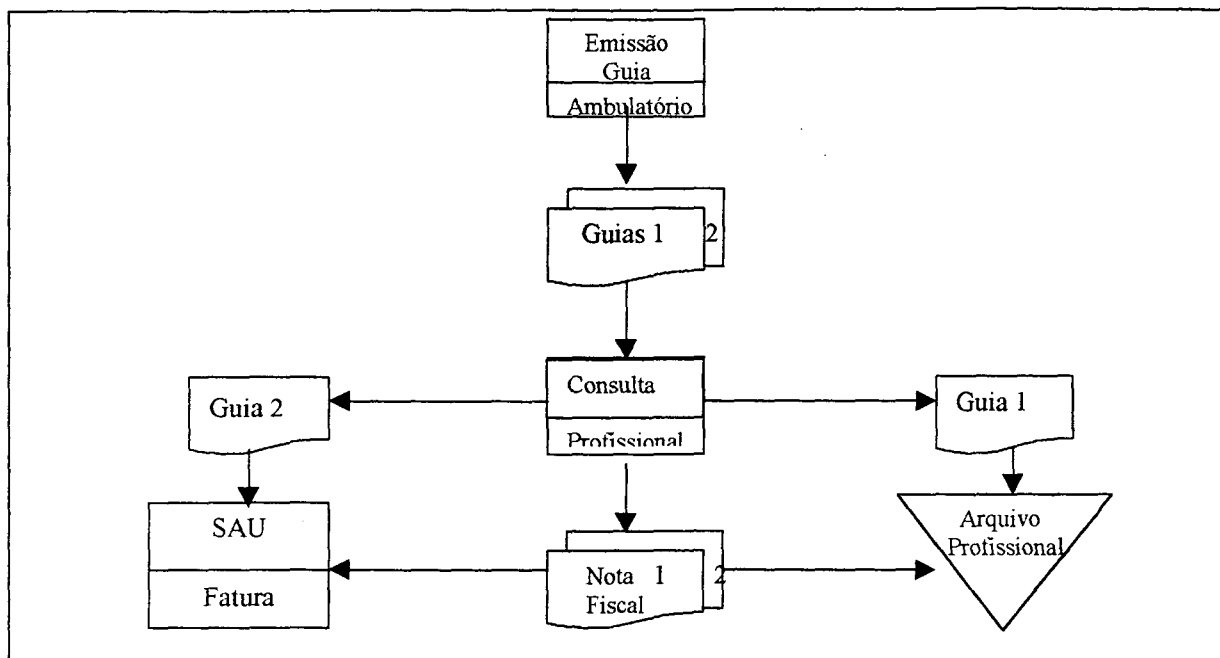 Emissão
Guia
Ambulatório
Guias 1
2
Consulta
Profissional
Guia 2
Guia 1
SAU
Fatura
Nota 1
Fiscal
2
Arquivo
Profissional